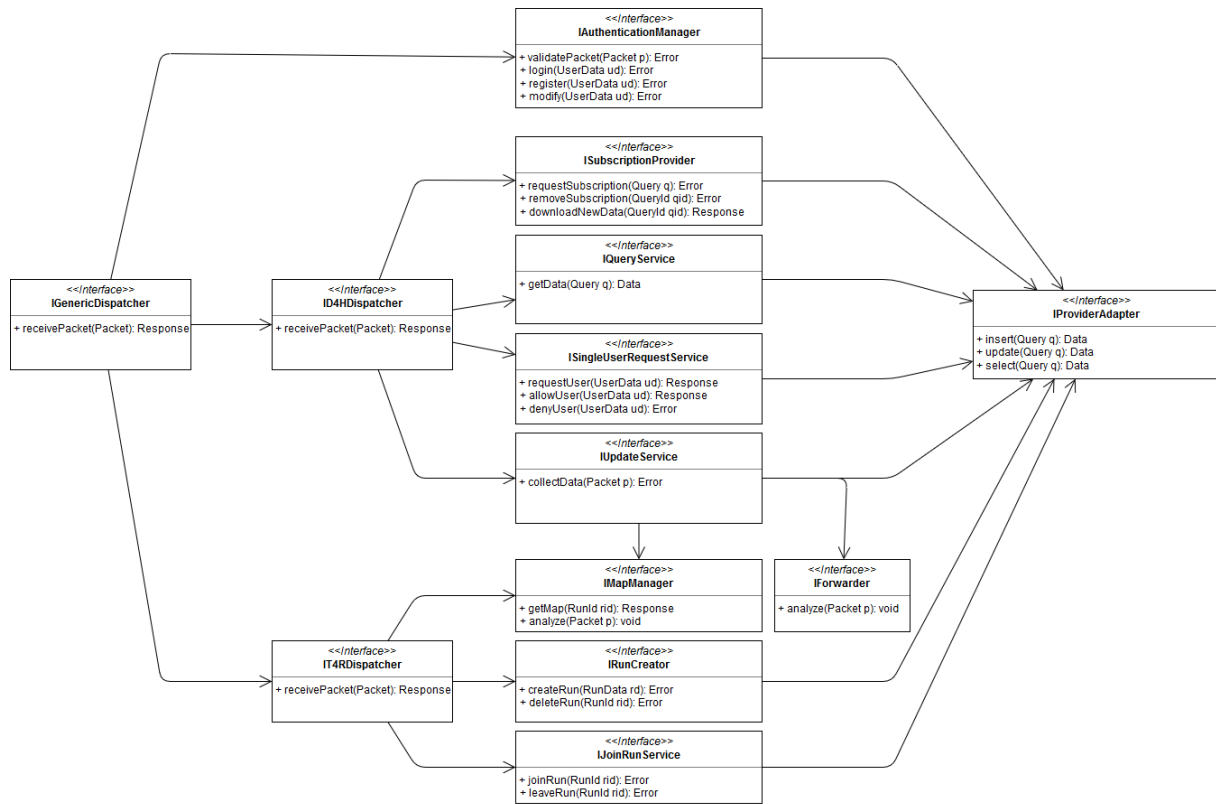 <<Interface>>
IAuthenticationManager
+ validatePacket(Packet p): Error
+ login(UserData ud): Error
+ register(UserData ud): Error
+ modify(UserData ud): Error
<<Interface>>
ISubscriptionProvider
+ requestSubscription(Query q): Error
+ removeSubscription(QueryId qid): Error
+ downloadNewData(QueryId qid): Response
<<Interface>>
IQueryService
+ getData(Query q): Data
<<Interface>>
IGenericDispatcher
+ receivePacket(Packet): Response
<<Interface>>
ID4HDispatcher
+ receivePacket(Packet): Response
<<Interface>>
IProviderAdapter
+ insert(Query q): Data
+ update(Query q): Data
+ select(Query q): Data
<<Interface>>
ISingleUserRequestService
+ requestUser(UserData ud): Response
+ allowUser(UserData ud): Response
+ denyUser(UserData ud): Error
<<Interface>>
IUpdateService
+ collectData(Packet p): Error
<<Interface>>
IMapManager
+ getMap(RunId rid): Response
+ analyze(Packet p): void
<<Interface>>
IForwarder
+ analyze(Packet p): void
<<Interface>>
IT4RDispatcher
+ receivePacket(Packet): Response
<<Interface>>
IRunCreator
+ createRun(RunData rd): Error
+ deleteRun(RunId rid): Error
<<Interface>>
IJoinRunService
+ joinRun(RunId rid): Error
+ leaveRun(RunId rid): Error